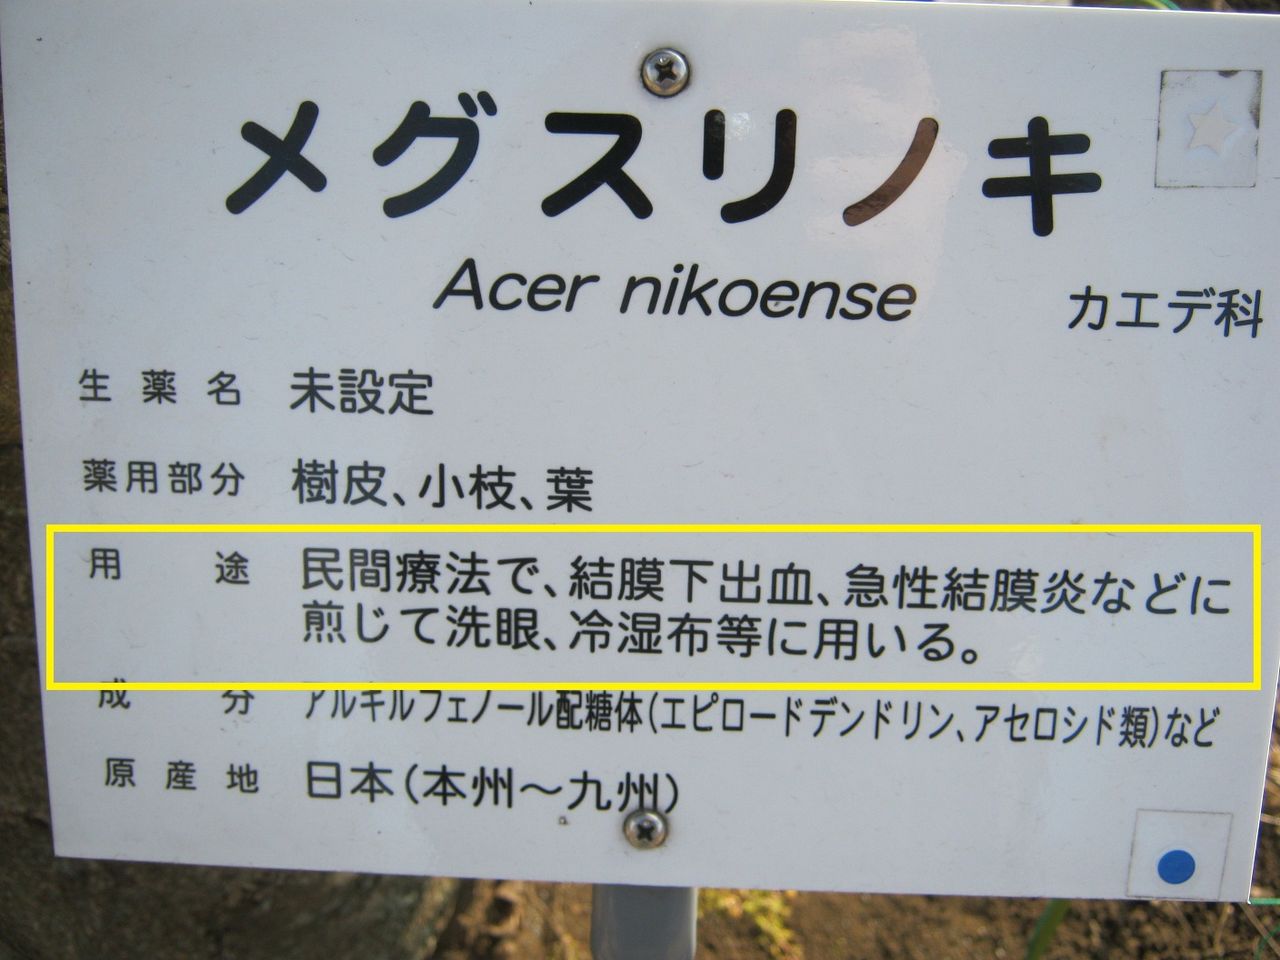 メグスリノキ
Acer nikoense
カエデ科
生薬名 未設定
薬用部分 樹皮、小枝、葉
用途 民間療法で、結膜下出血、急性結膜炎などに
煎じて洗眼、冷湿布等に用いる。
成分 アルキルフェノール配糖体(エピロードデンドリン、アセロシド類)など
原産地 日本(本州～九州)